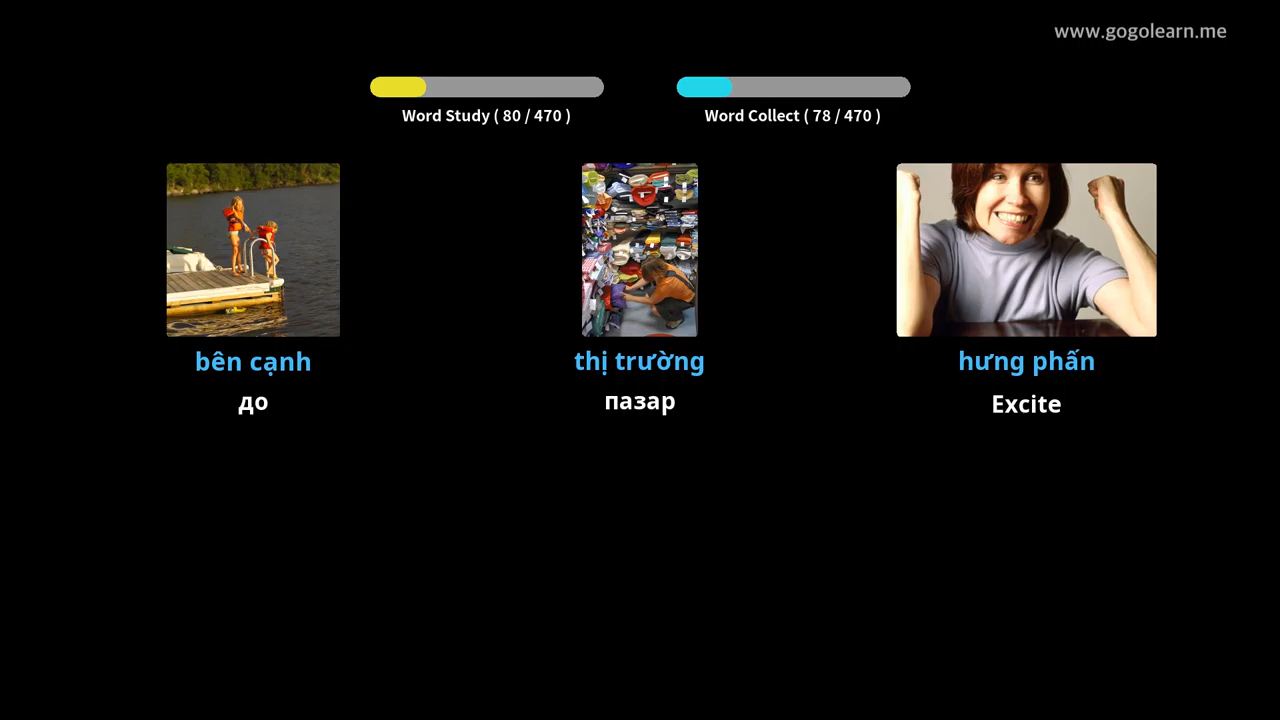 www.gogolearn.me
Word Study ( 80 / 470 )
Word Collect ( 78 / 470 )
bên cạnh
до
thị trường
пазар
hưng phấn
Excite